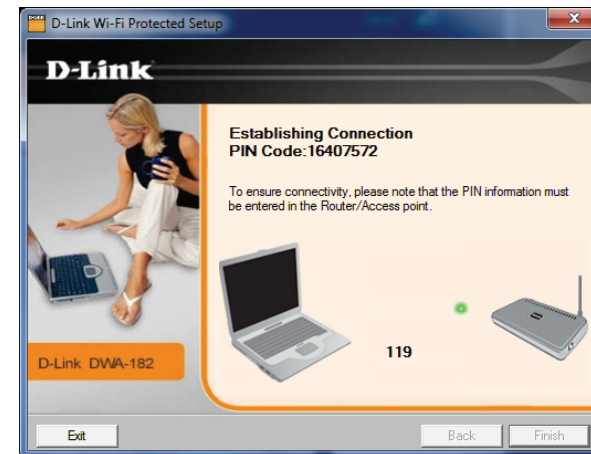 D-Link Wi-Fi Protected Setup
D-Link
Establishing Connection
PIN Code:16407572
To ensure connectivity, please note that the PIN information must
be entered in the Router/Access point.
119
D-Link DWA-182
Exit
Back
Finish